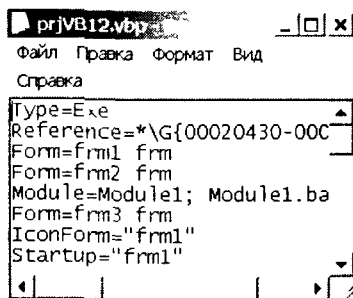 prjVB12.vbp
Файл Правка Формат Вид
Справка
Type=Exe
Reference=*\G{00020430-00C
Form=frm1 frm
Form=frm2 frm
Module=Module1; Module1.ba
Form=frm3 frm
IconForm="frm1"
Startup="frm1"